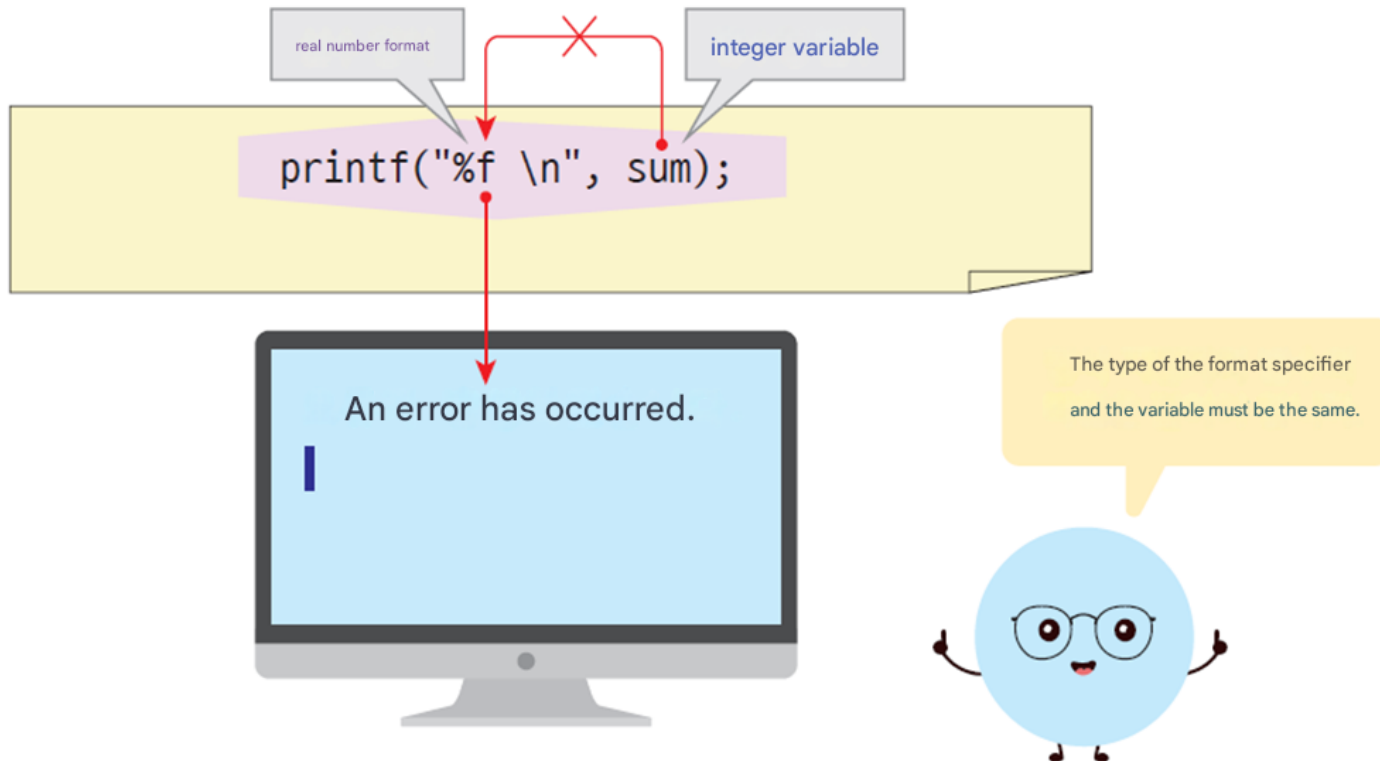 real number format
integer variable
printf("%f \n", sum);
An error has occurred.
The type of the format specifier
and the variable must be the same.